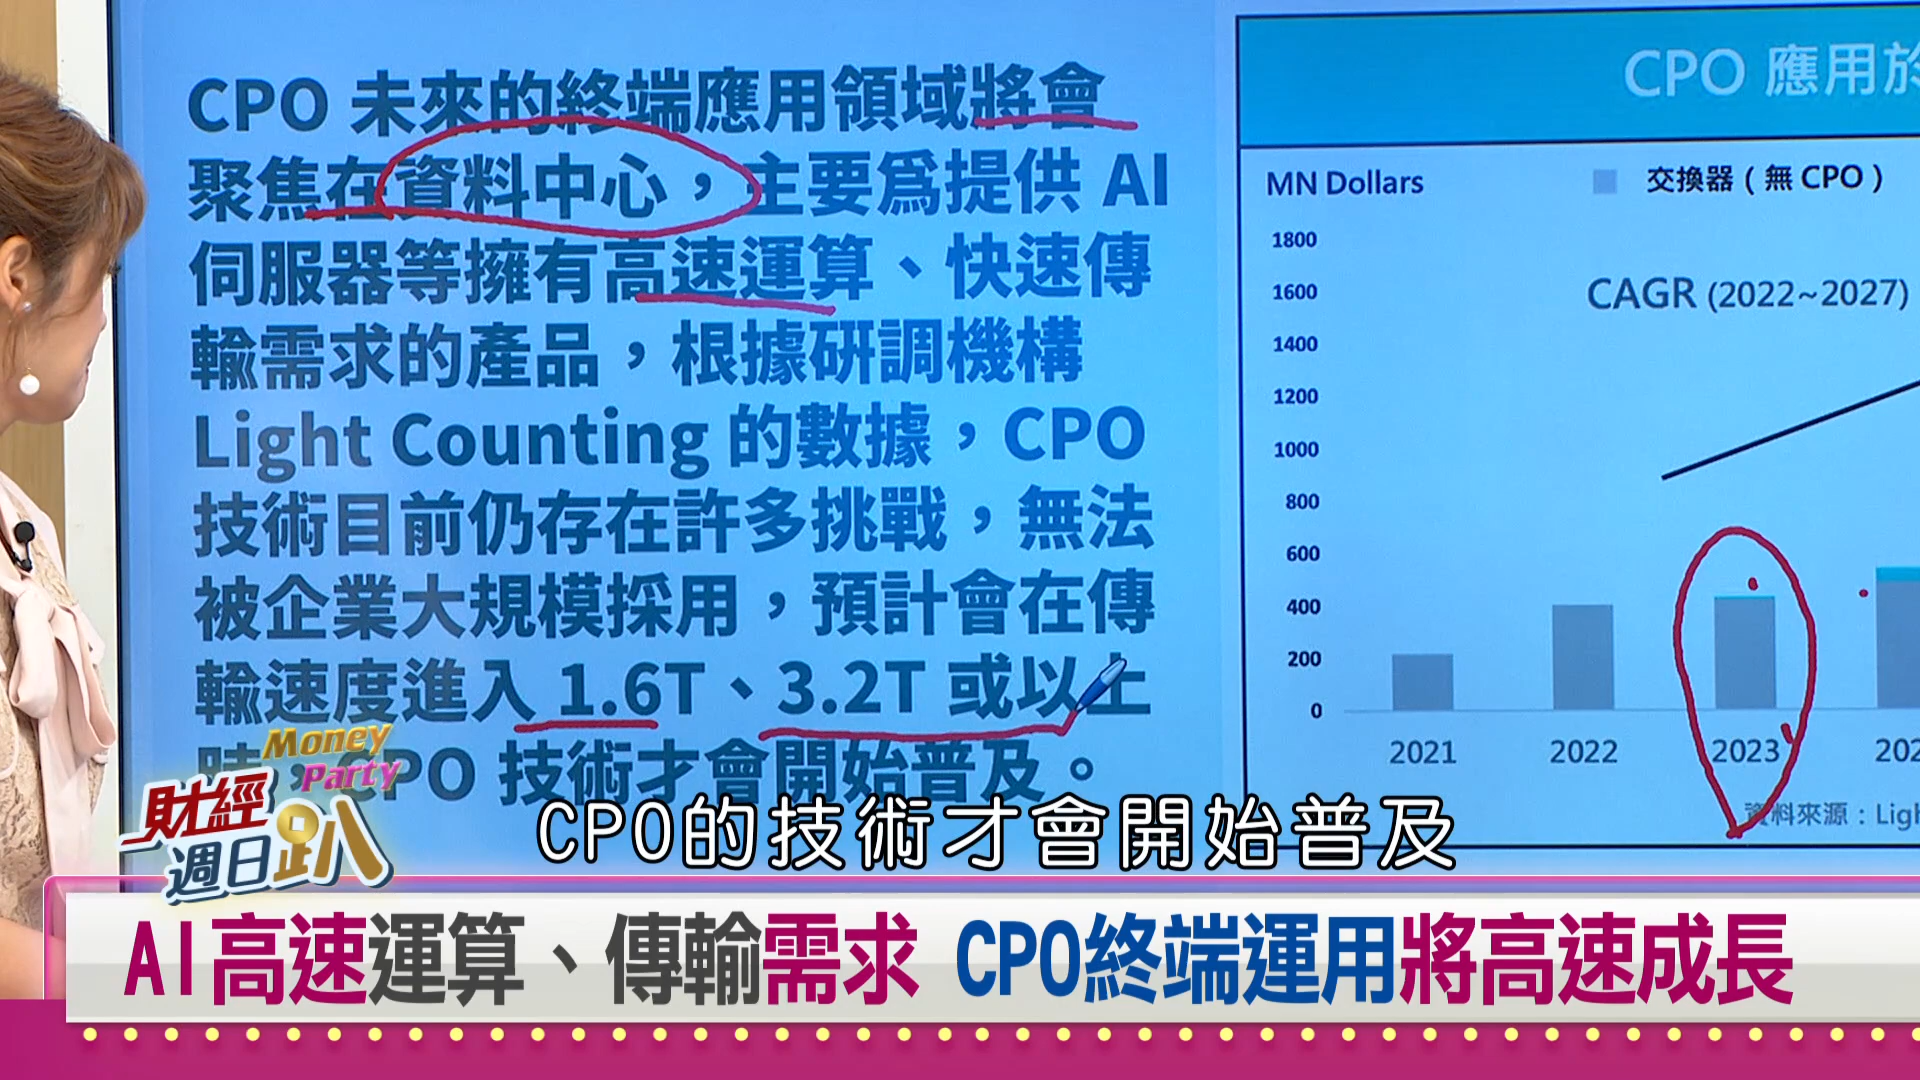 CPO 未來的終端應用領域將會
聚焦在資料中心，主要為提供 AI
伺服器等擁有高速運算、快速傳
輸需求的產品，根據研調機構
Light Counting 的數據，CPO
技術目前仍存在許多挑戰，無法
被企業大規模採用，預計會在傳
輸速度進入 1.6T、3.2T 或以上
時，CPO 技術才會開始普及。
CPO 應用於
MN Dollars
交換器（無 CPO）
CAGR (2022~2027)
1800
1600
1400
1200
1000
800
600
400
200
0
2021
2022
2023
202
資料來源：Ligh
Money
Party
財經
週日趴
CPO的技術才會開始普及
AI高速運算、傳輸需求 CPO終端運用將高速成長